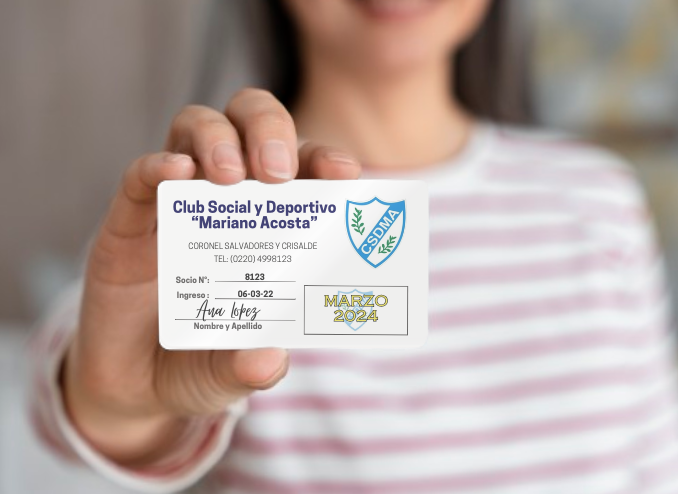 Club Social y Deportivo
“Mariano Acosta”
CSDMA
CORONEL SALVADORES Y CRISALDE
TEL: (0220) 4998123
Socio N°: 8123
Ingreso : 06-03-22
Ana Lopez
Nombre y Apellido
MARZO
2024